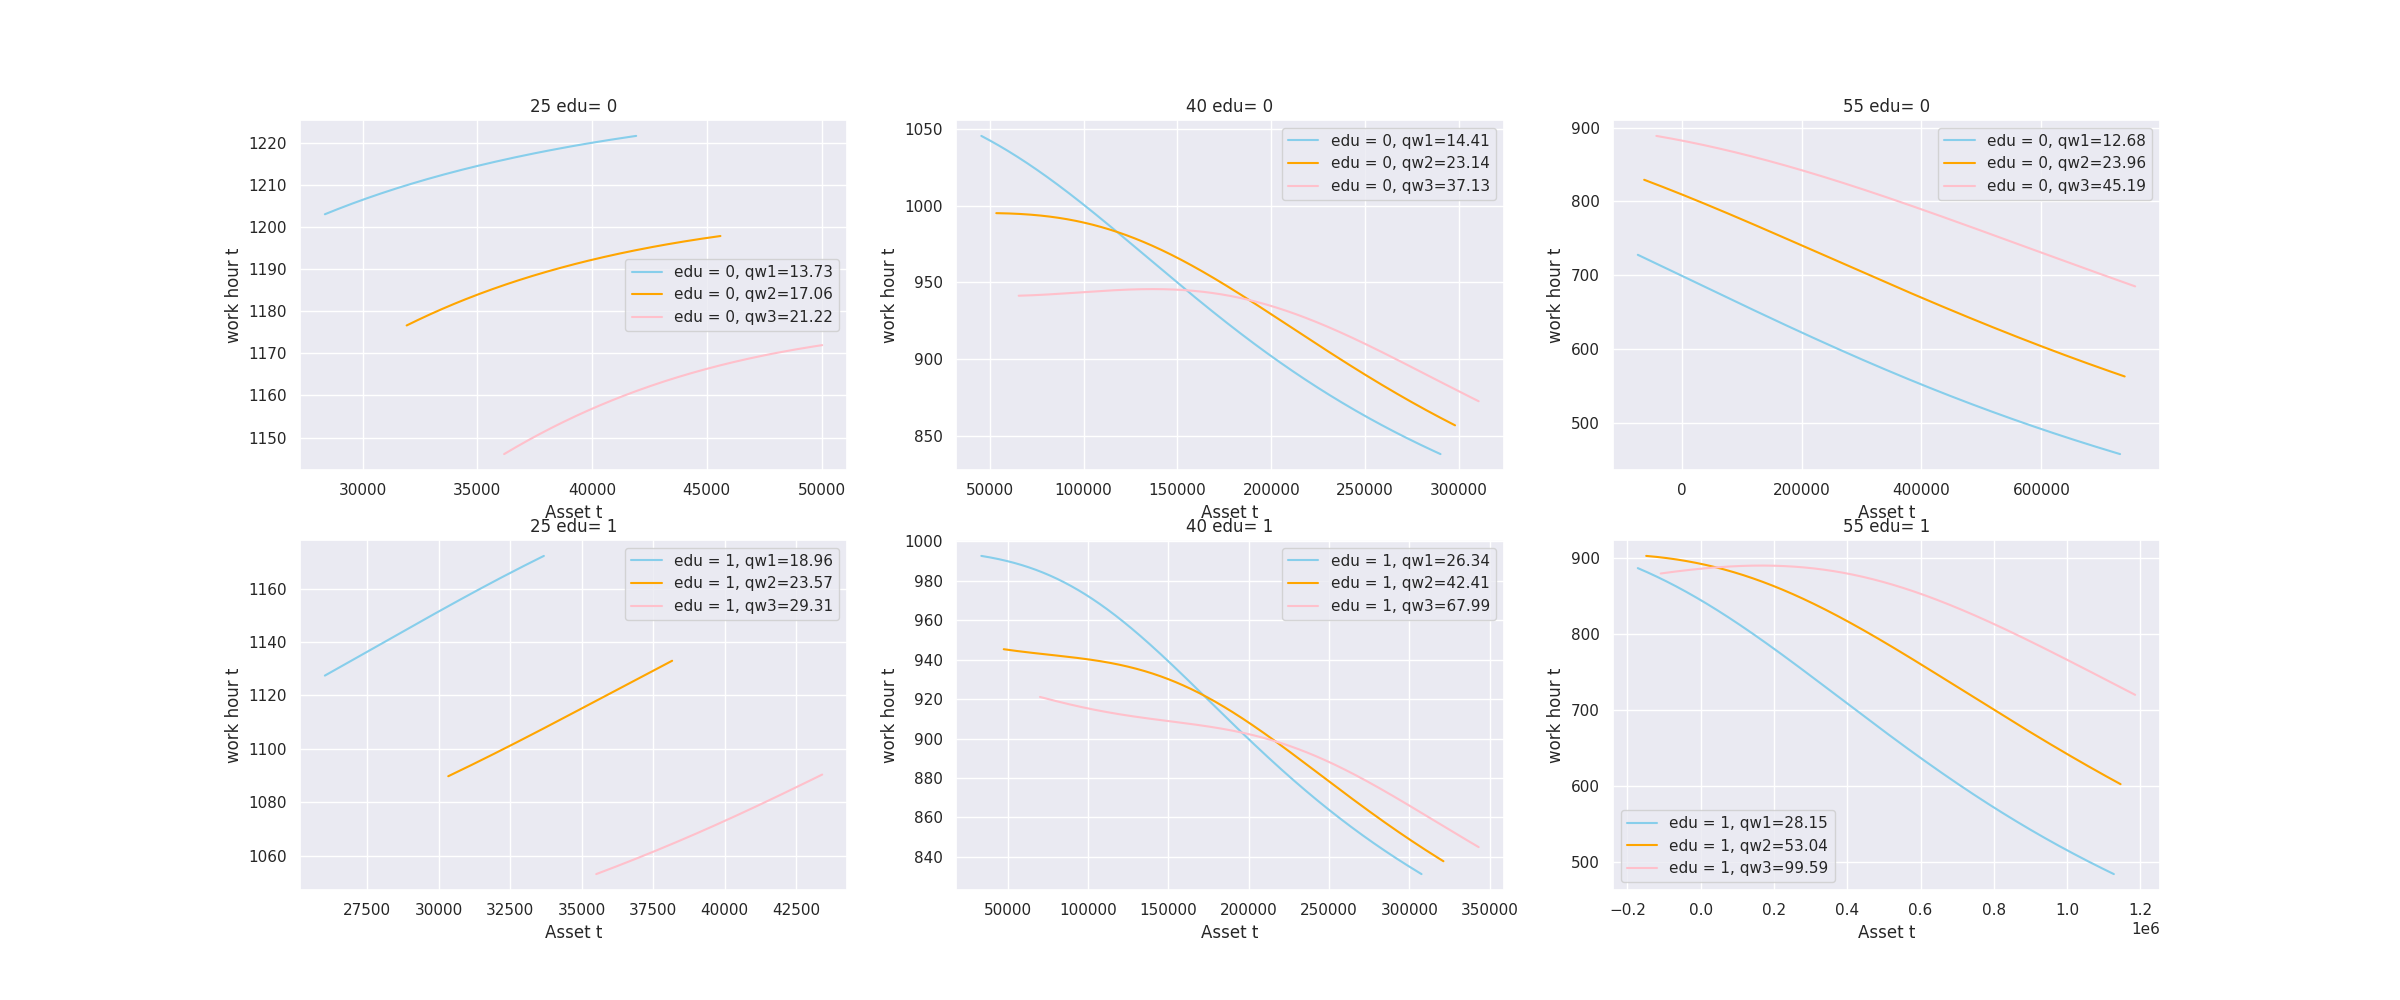 25 edu= 0
work hour t
1220
1210
1200
1190
1180
1170
1160
1150
edu = 0, qw1=13.73
edu = 0, qw2=17.06
edu = 0, qw3=21.22
30000 35000 40000 45000 50000
Asset t
40 edu= 0
work hour t
1050
1000
950
900
850
edu = 0, qw1=14.41
edu = 0, qw2=23.14
edu = 0, qw3=37.13
50000 100000 150000 200000 250000 300000
Asset t
55 edu= 0
work hour t
900
800
700
600
500
edu = 0, qw1=12.68
edu = 0, qw2=23.96
edu = 0, qw3=45.19
0 200000 400000 600000
Asset t
25 edu= 1
work hour t
1160
1140
1120
1100
1080
1060
edu = 1, qw1=18.96
edu = 1, qw2=23.57
edu = 1, qw3=29.31
27500 30000 32500 35000 37500 40000 42500
Asset t
40 edu= 1
work hour t
1000
980
960
940
920
900
880
860
840
edu = 1, qw1=26.34
edu = 1, qw2=42.41
edu = 1, qw3=67.99
50000 100000 150000 200000 250000 300000 350000
Asset t
55 edu= 1
work hour t
900
800
700
600
500
edu = 1, qw1=28.15
edu = 1, qw2=53.04
edu = 1, qw3=99.59
−0.2 0.0 0.2 0.4 0.6 0.8 1.0 1.2
1e6
Asset t